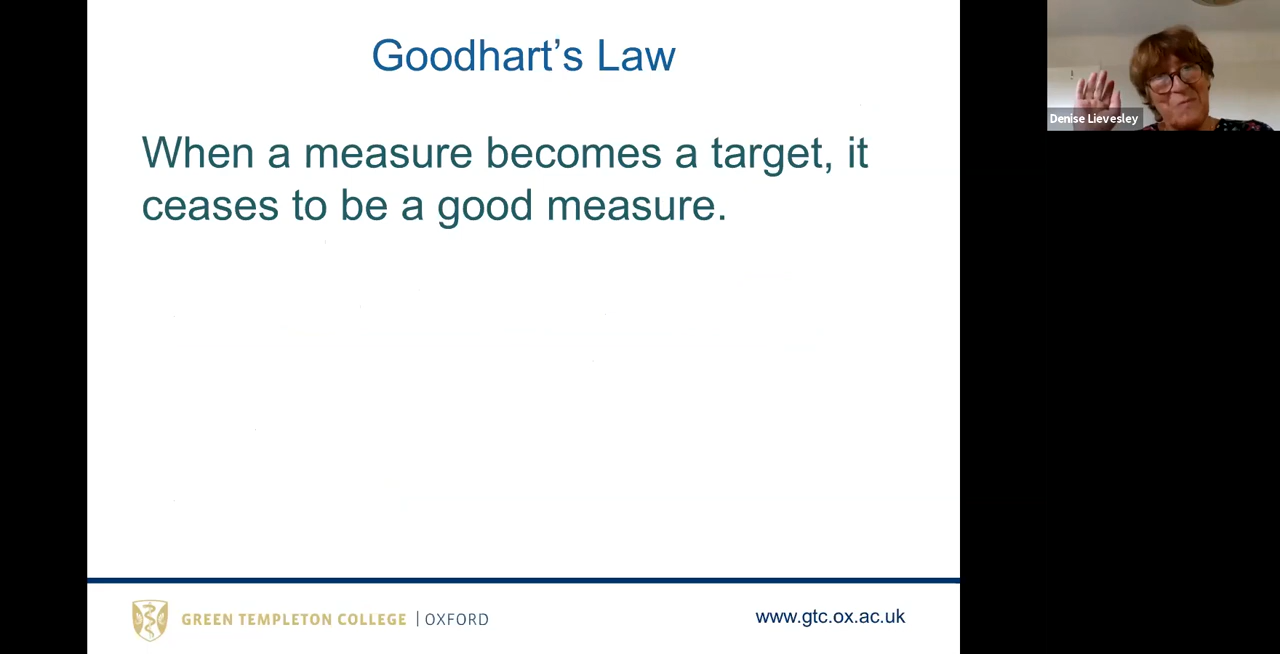 Goodhart’s Law
Denise Lievesley
When a measure becomes a target, it
ceases to be a good measure.
GREEN TEMPLETON COLLEGE | OXFORD
www.gtc.ox.ac.uk